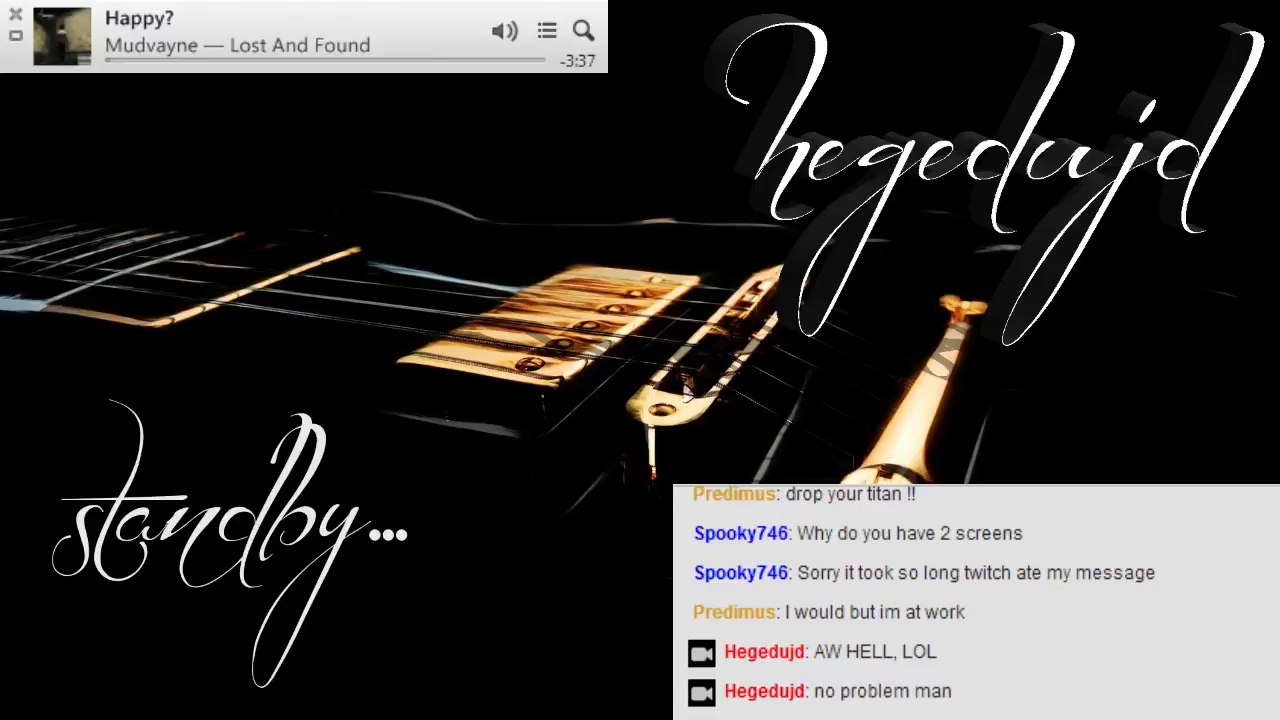 Happy?
Mudvayne — Lost And Found
-3:37
hegedujd
standby...
Predimus: drop your titan !!
Spooky746: Why do you have 2 screens
Spooky746: Sorry it took so long twitch ate my message
Predimus: I would but im at work
Hegedujd: AW HELL, LOL
Hegedujd: no problem man